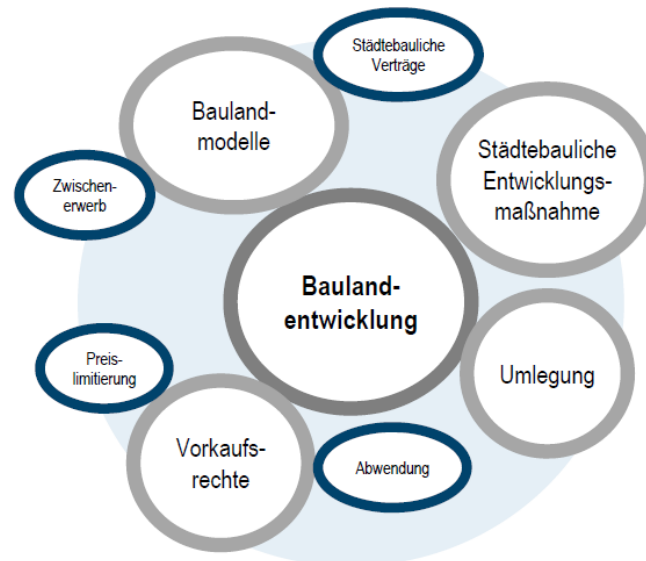 Städtebauliche
Verträge
Bauland-
modelle
Städtebauliche
Entwicklungs-
maßnahme
Zwischen-
erwerb
Bauland-
entwicklung
Preis-
limitierung
Umlegung
Vorkaufs-
rechte
Abwendung